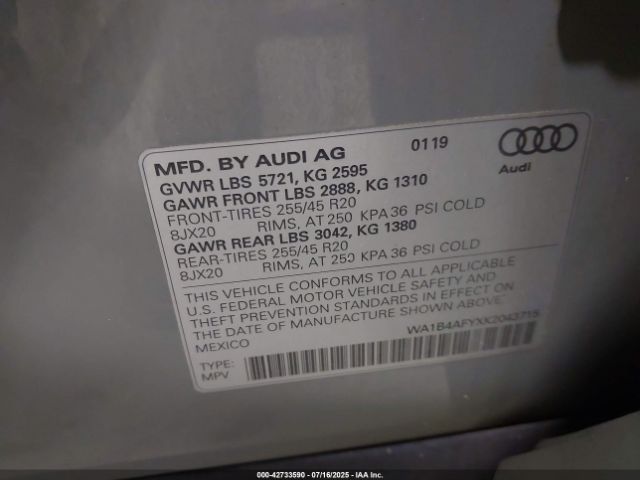 MFD. BY AUDI AG 0119
GVWR LBS 5721, KG 2595
GAWR FRONT LBS 2888, KG 1310
FRONT-TIRES 255/45 R20
8JX20 RIMS, AT 250 KPA 36 PSI COLD
GAWR REAR LBS 3042, KG 1380
REAR-TIRES 255/45 R20
8JX20 RIMS, AT 250 KPA 36 PSI COLD
Audi
THIS VEHICLE CONFORMS TO ALL APPLICABLE
U.S. FEDERAL MOTOR VEHICLE SAFETY AND
THEFT PREVENTION STANDARDS IN EFFECT ON
THE DATE OF MANUFACTURE SHOWN ABOVE.
MEXICO
WA1B4AFYXK2043715
TYPE:
MPV
000-42733590 - 07/16/2025 - IAA Inc.